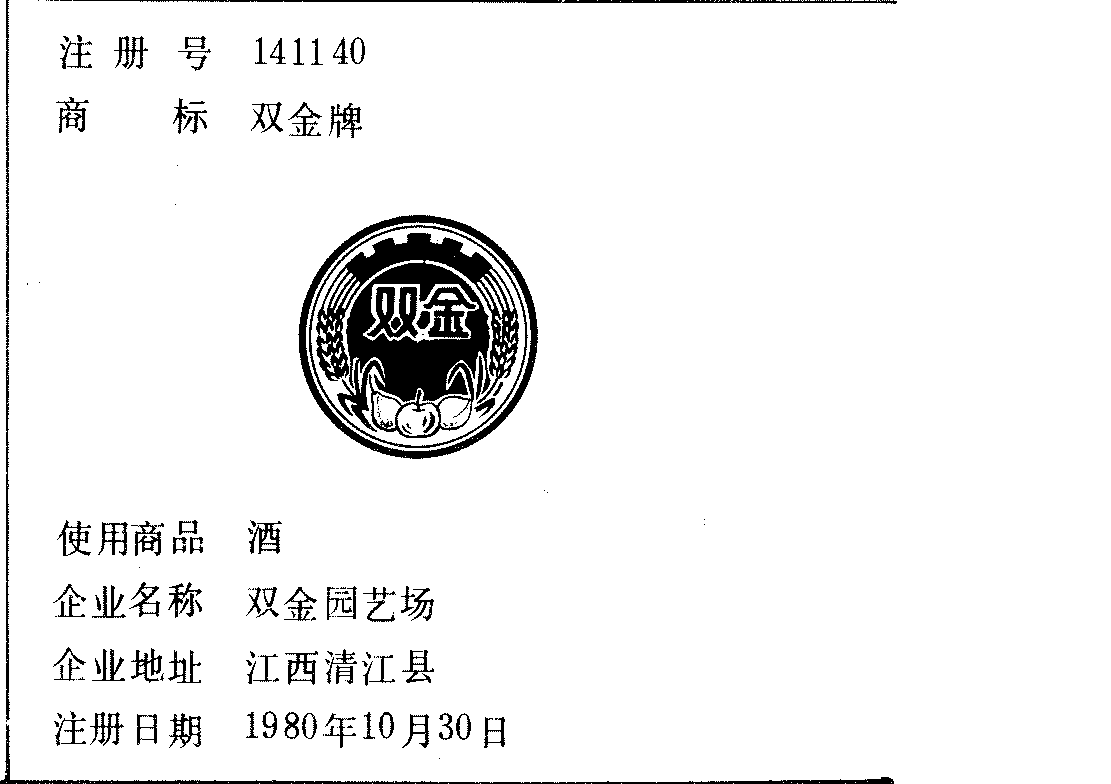 注册号 141140
商标 双金牌
双金
使用商品 酒
企业名称 双金园艺场
企业地址 江西清江县
注册日期 1980年10月30日